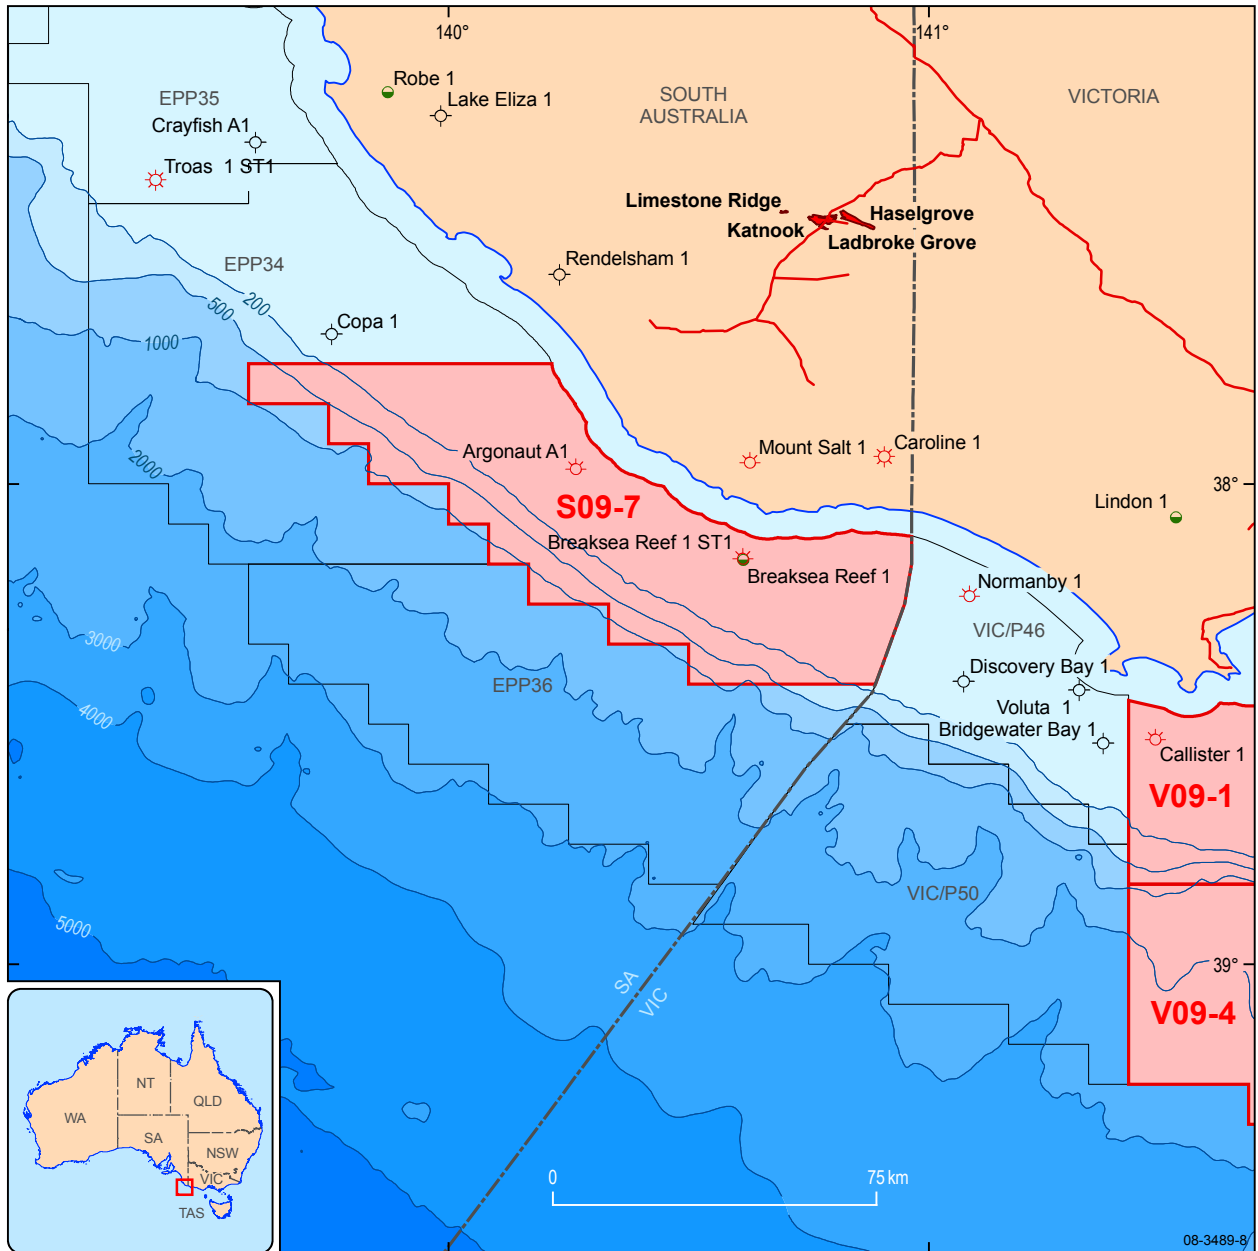 140°
141°
Robe 1
EPP35
Lake Eliza 1
SOUTH
AUSTRALIA
VICTORIA
Crayfish A1
Troas 1 ST1
Limestone Ridge
Haselgrove
Katnook
Ladbroke Grove
EPP34
Rendelsham 1
200
500
Copa 1
1000
Argonaut A1
Mount Salt 1
Caroline 1
2000
38°
S09-7
Lindon 1
Breaksea Reef 1 ST1
Breaksea Reef 1
Normanby 1
3000
VIC/P46
EPP36
Discovery Bay 1
Voluta 1
4000
Bridgewater Bay 1
Callister 1
V09-1
VIC/P50
5000
39°
SA
VIC
V09-4
NT
QLD
WA
SA
NSW
VIC
TAS
0
75 km
08-3489-8